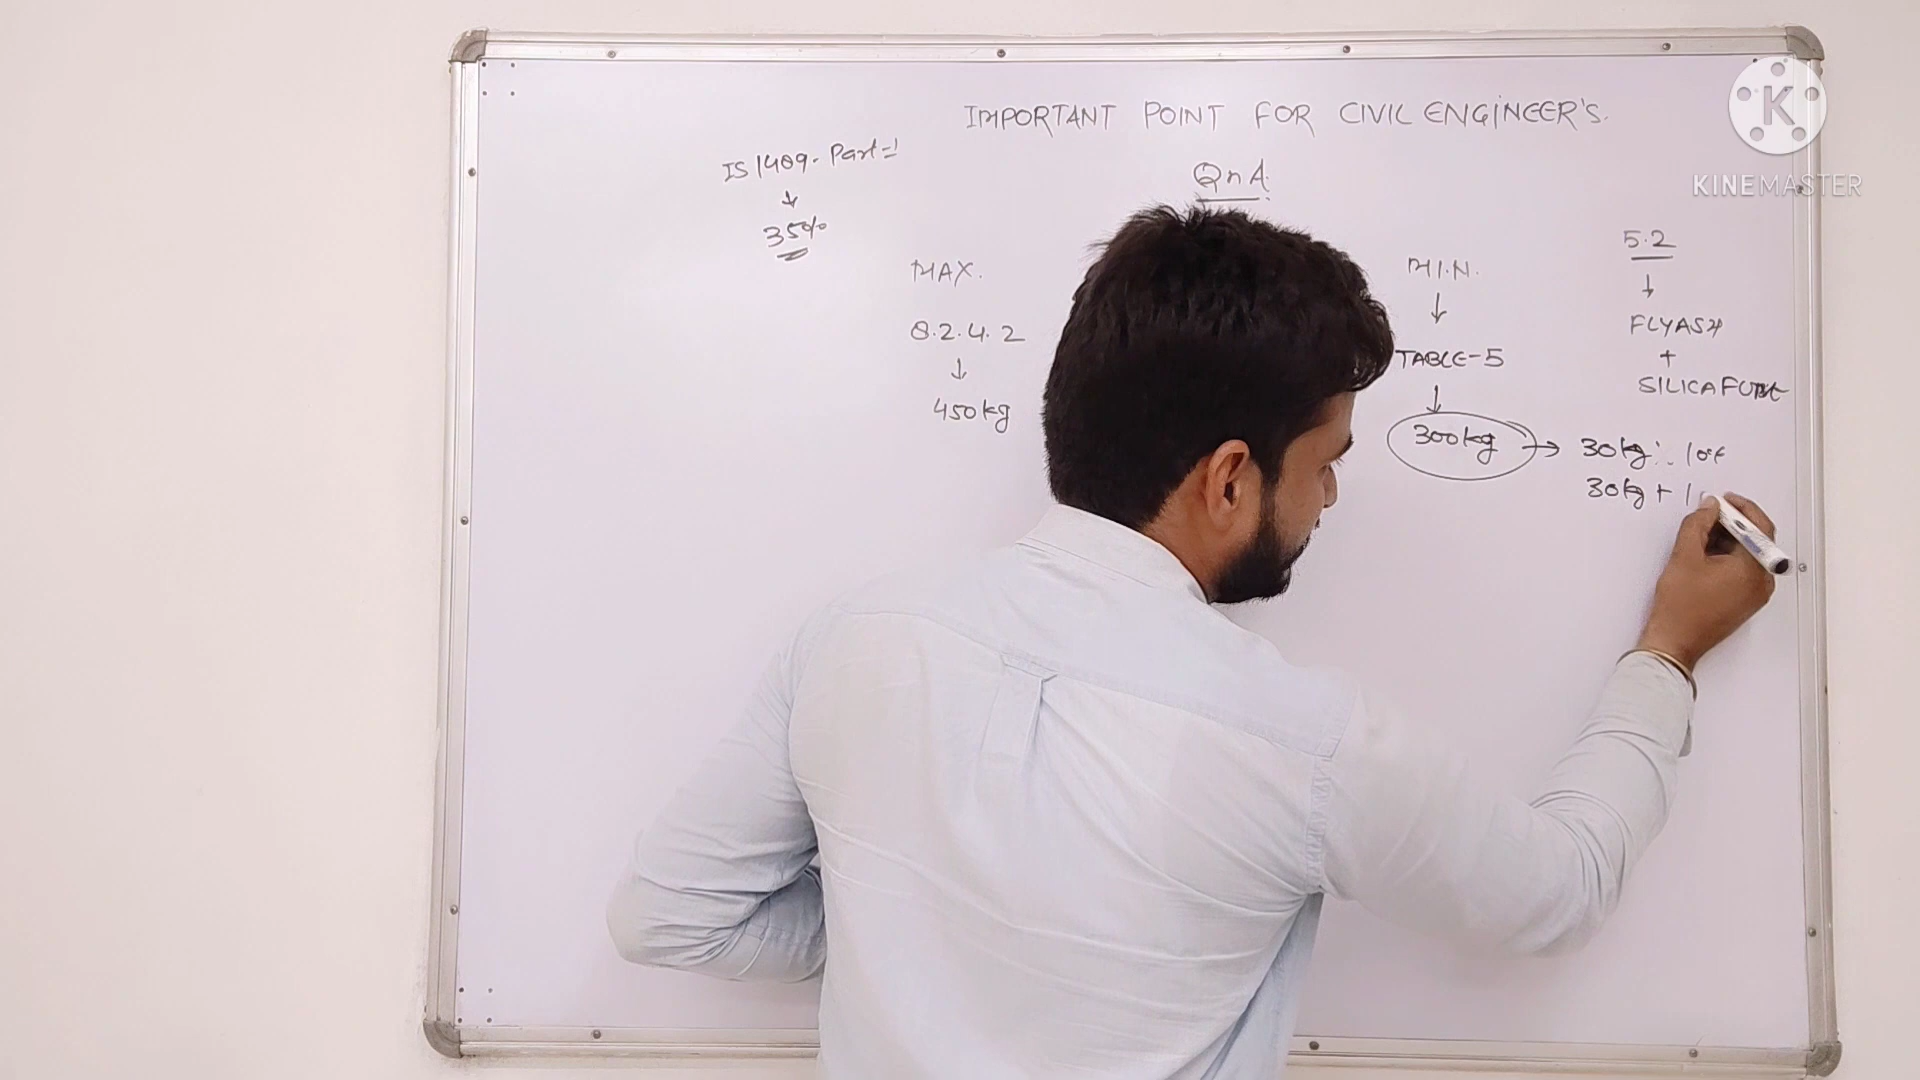 IMPORTANT POINT FOR CIVIL ENGINEER'S.
QnA.
IS 1489- Part-1
↓
35%
MAX.
8.2.4.2
↓
450kg
MIN.
↓
TABLE-5
↓
300kg →
5.2
↓
FLYASH
+
SILICAFUME
30kg
30kg + 1
K
KINEMASTER